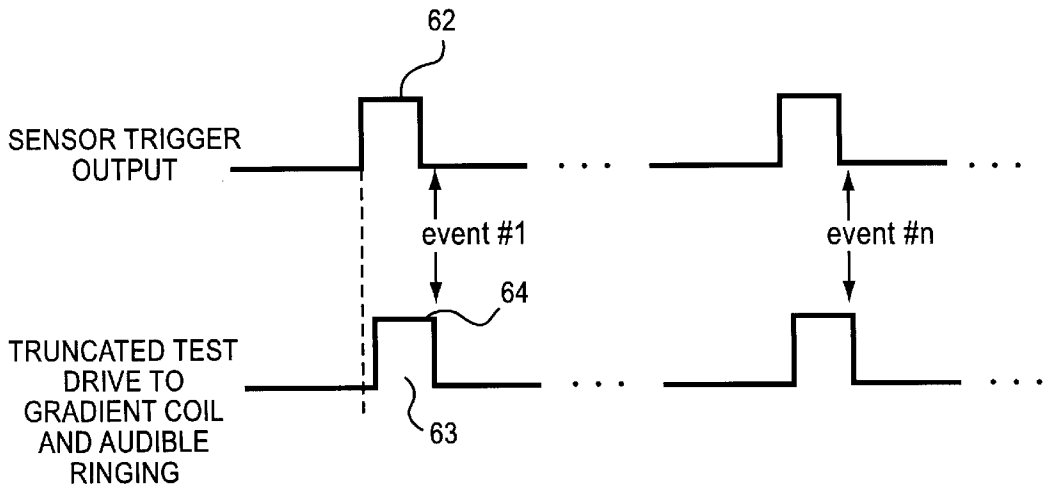 62
SENSOR TRIGGER
OUTPUT
. . .
. . .
event #1
event #n
64
TRUNCATED TEST
DRIVE TO
GRADIENT COIL
AND AUDIBLE
RINGING
. . .
. . .
63